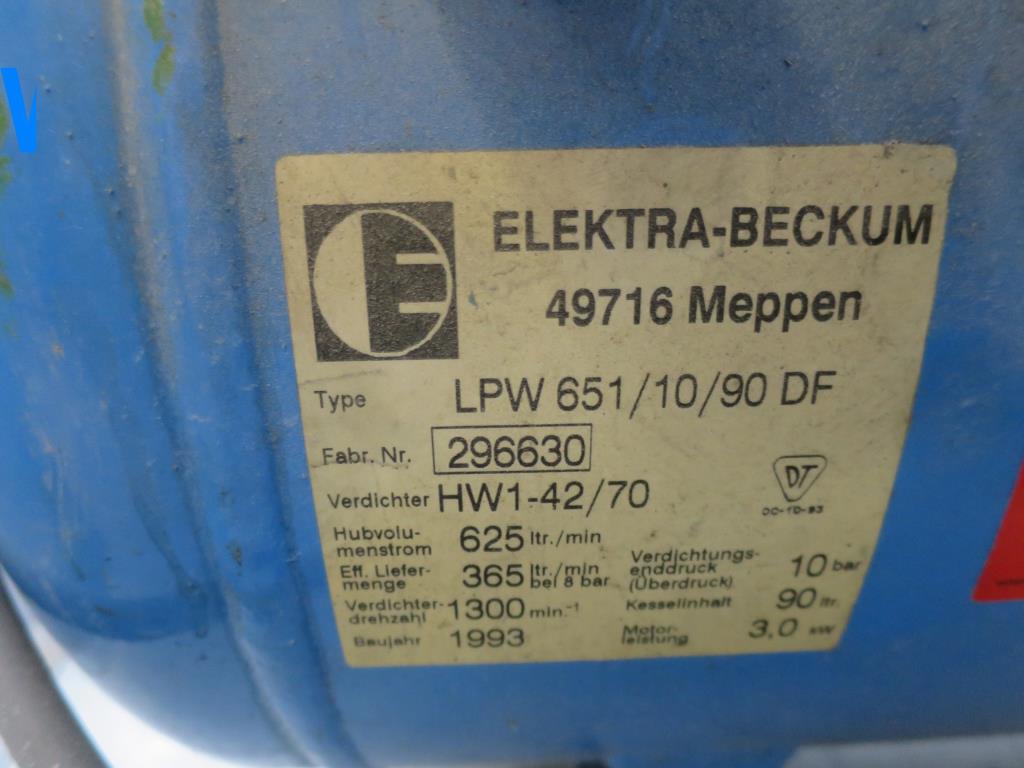 ELEKTRA-BECKUM
49716 Meppen
Type LPW 651/10/90 DF
Fabr. Nr. 296630
Verdichter HW1-42/70
DT
Hubvolu-
menstrom 625 ltr./min
Eff. Liefer-
menge 365 ltr./min
bei 8 bar
Verdichtungs-
enddruck
(Überdruck) 10 bar
Verdichter-
drehzahl 1300 min.⁻¹
Kesselinhalt 90 ltr.
Baujahr 1993
Motor-
leistung 3,0 kW